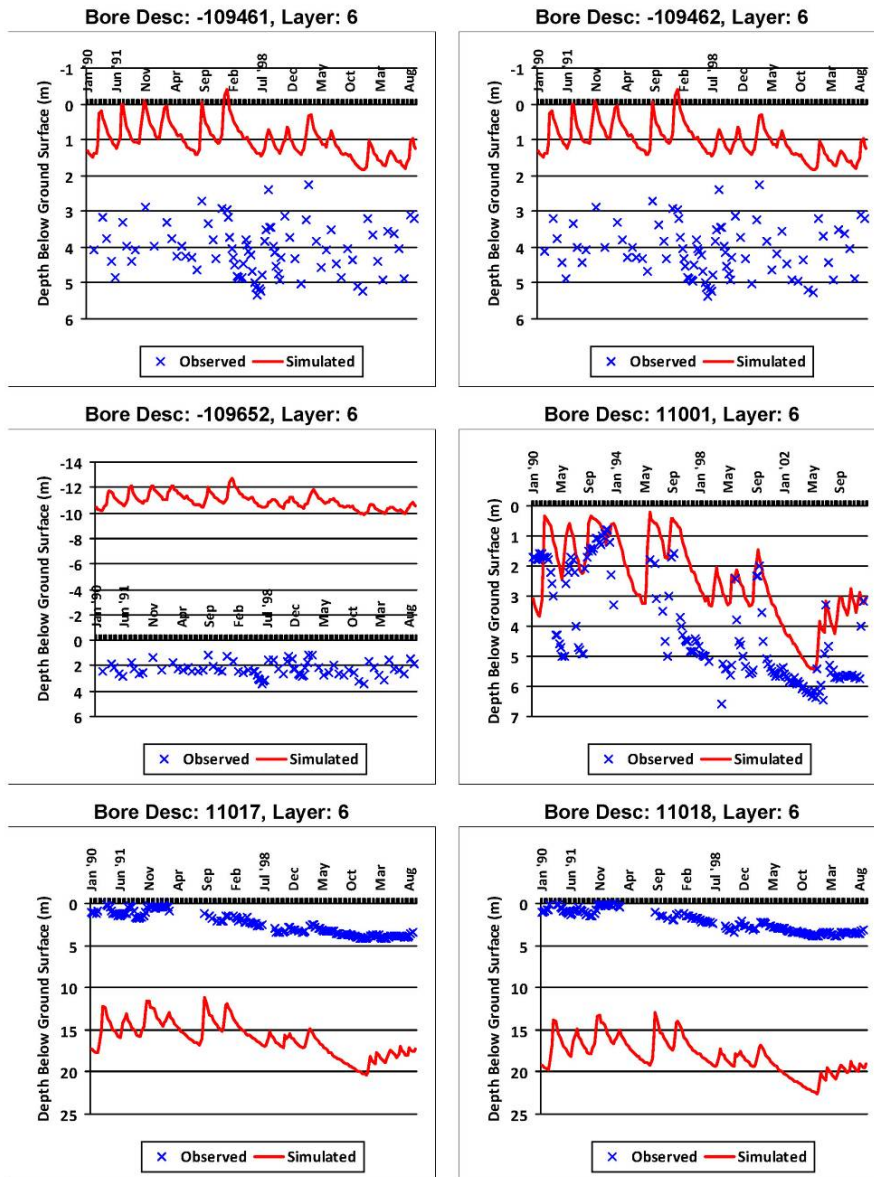 Bore Desc: -109461, Layer: 6
Jan '90 Jun '91 Nov Apr Sep Feb Jul '98 Dec May Oct Mar Aug
Depth Below Ground Surface (m)
-1
0
1
2
3
4
5
6
Observed Simulated
Bore Desc: -109462, Layer: 6
Jan '90 Jun '91 Nov Apr Sep Feb Jul '98 Dec May Oct Mar Aug
Depth Below Ground Surface (m)
-1
0
1
2
3
4
5
6
Observed Simulated
Bore Desc: -109652, Layer: 6
Depth Below Ground Surface (m)
-14
-12
-10
-8
-6
-4
-2
0
2
4
6
Jan '90 Jun '91 Nov Apr Sep Feb Jul '98 Dec May Oct Mar Aug
Observed Simulated
Bore Desc: 11001, Layer: 6
Jan '90 May Sep Jan '94 May Sep Jan '98 May Sep Jan '02 May Sep
Depth Below Ground Surface (m)
0
1
2
3
4
5
6
7
Observed Simulated
Bore Desc: 11017, Layer: 6
Jan '90 Jun '91 Nov Apr Sep Feb Jul '98 Dec May Oct Mar Aug
Depth Below Ground Surface (m)
0
5
10
15
20
25
Observed Simulated
Bore Desc: 11018, Layer: 6
Jan '90 Jun '91 Nov Apr Sep Feb Jul '98 Dec May Oct Mar Aug
Depth Below Ground Surface (m)
0
5
10
15
20
25
Observed Simulated